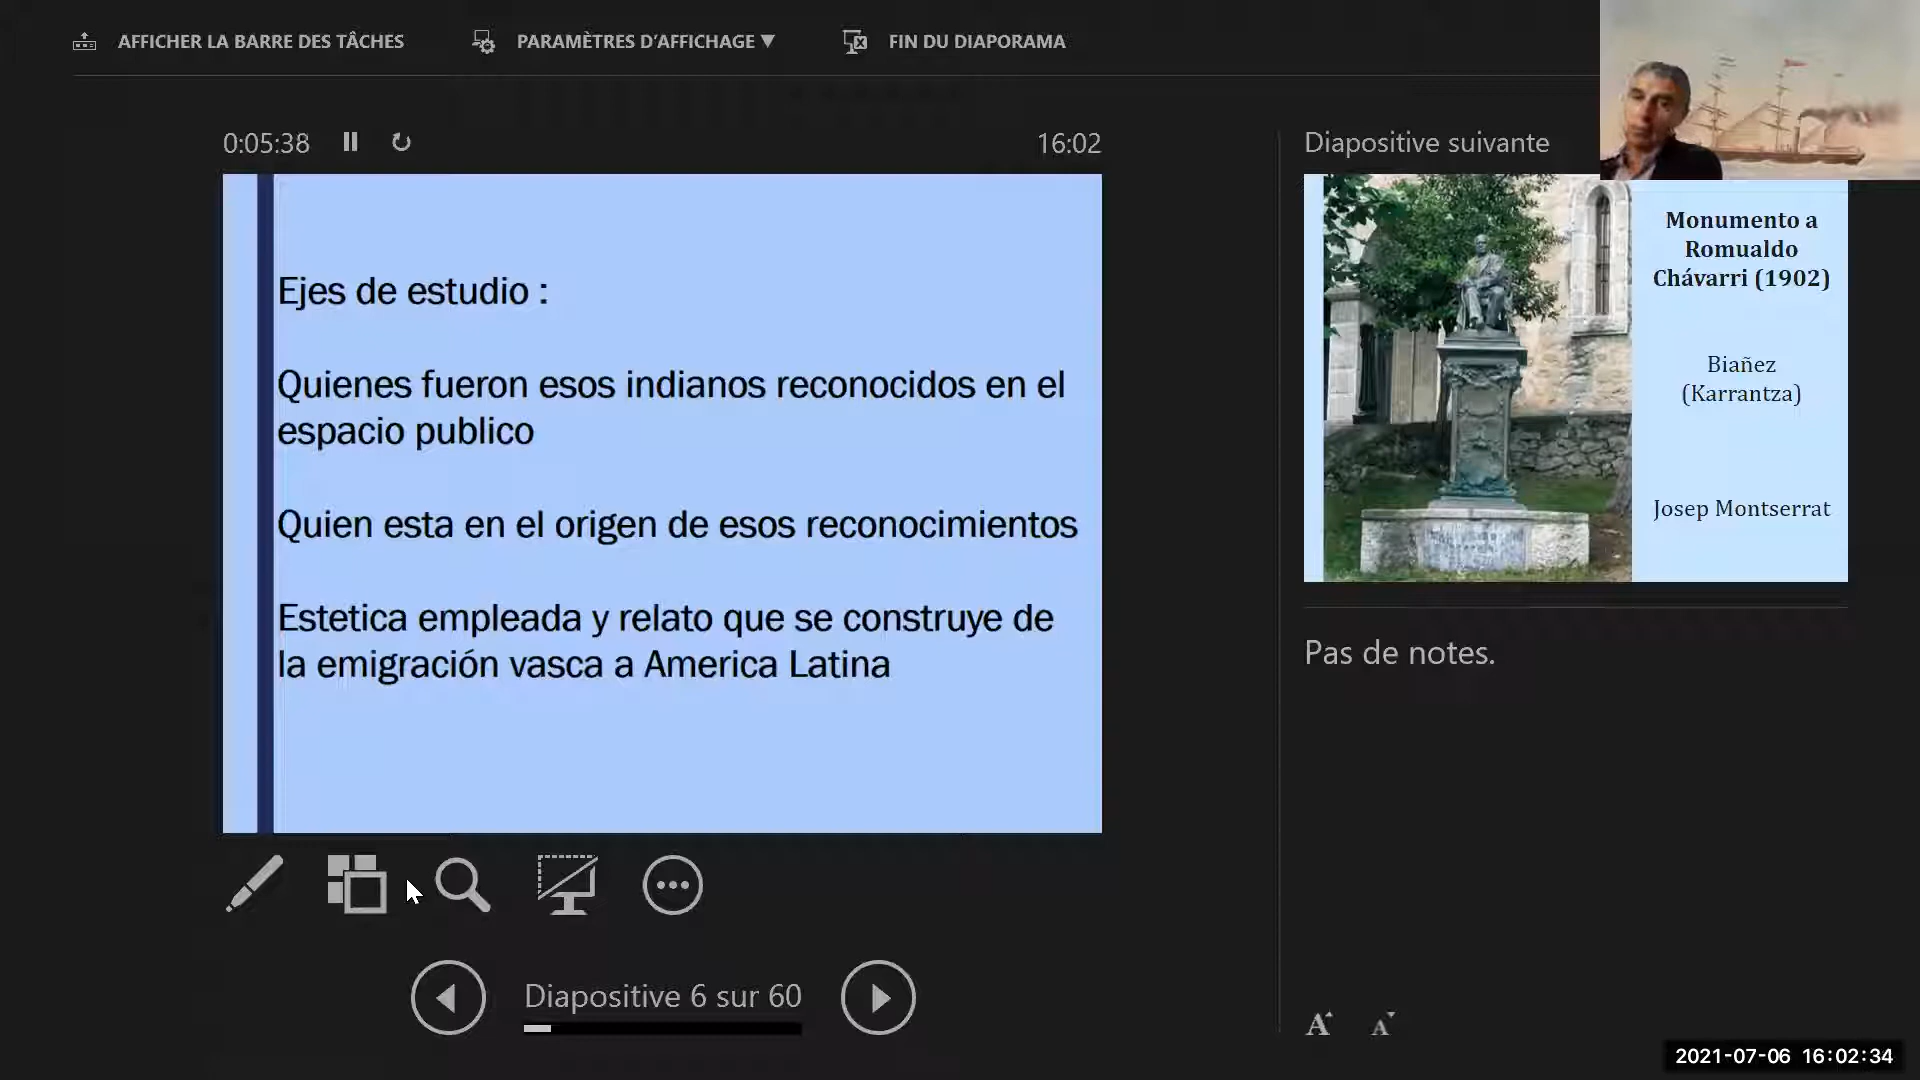 AFFICHER LA BARRE DES TÂCHES
PARAMÈTRES D'AFFICHAGE ▼
FIN DU DIAPORAMA
0:05:38
16:02
Ejes de estudio :
Quienes fueron esos indianos reconocidos en el
espacio publico
Quien esta en el origen de esos reconocimientos
Estetica empleada y relato que se construye de
la emigración vasca a America Latina
Diapositive 6 sur 60
Diapositive suivante
Monumento a
Romualdo
Chávarri (1902)
Biañez
(Karrantza)
Josep Montserrat
Pas de notes.
A A
2021-07-06 16:02:34